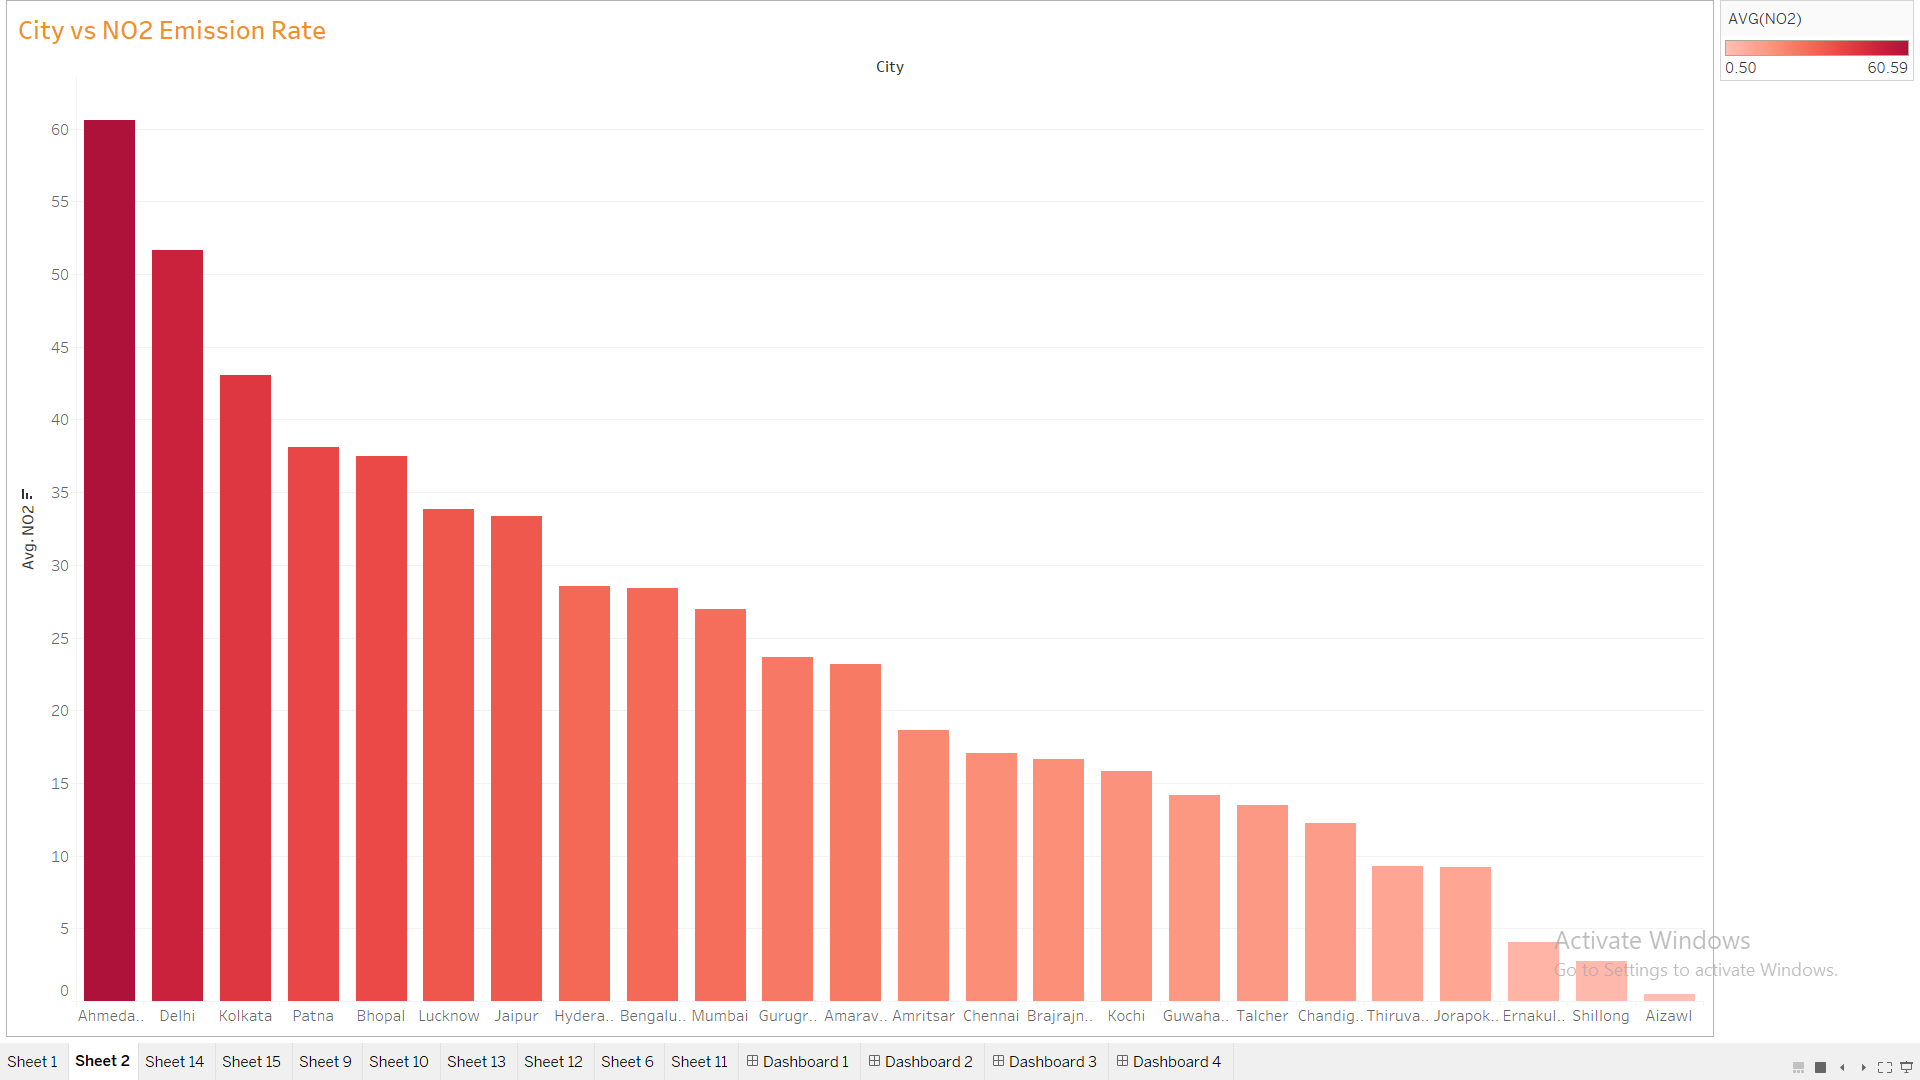 City vs NO2 Emission Rate
AVG(NO2)
0.50 60.59
City
60
55
50
45
40
35
30
25
20
15
10
5
0
Avg. NO2
Ahmeda.. Delhi Kolkata Patna Bhopal Lucknow Jaipur Hydera.. Bengalu.. Mumbai Gurugr.. Amarav.. Amritsar Chennai Brajrajn.. Kochi Guwaha.. Talcher Chandig.. Thiruva.. Jorapok.. Ernakul.. Shillong Aizawl
Activate Windows
Go to Settings to activate Windows.
Sheet 1 Sheet 2 Sheet 14 Sheet 15 Sheet 9 Sheet 10 Sheet 13 Sheet 12 Sheet 6 Sheet 11 Dashboard 1 Dashboard 2 Dashboard 3 Dashboard 4